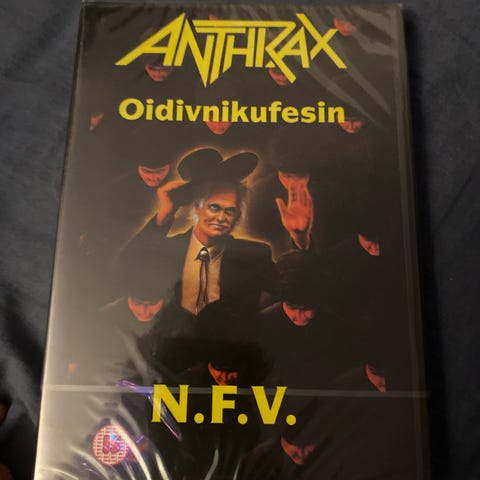 ANTHRAX
Oidivnikufesin
N.F.V.